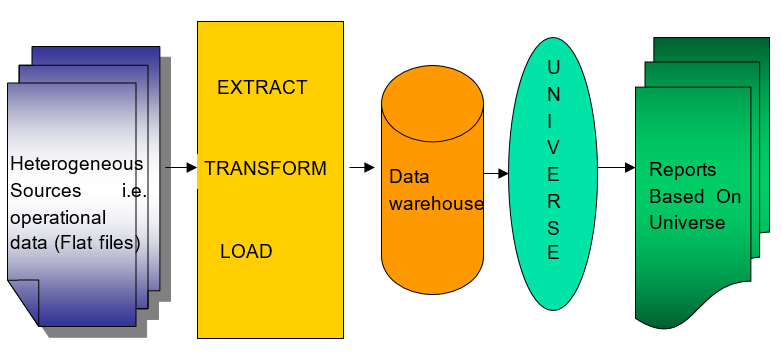 Heterogeneous
Sources i.e.
operational
data (Flat files)
EXTRACT
TRANSFORM
LOAD
Data
warehouse
U
N
I
V
E
R
S
E
Reports
Based On
Universe